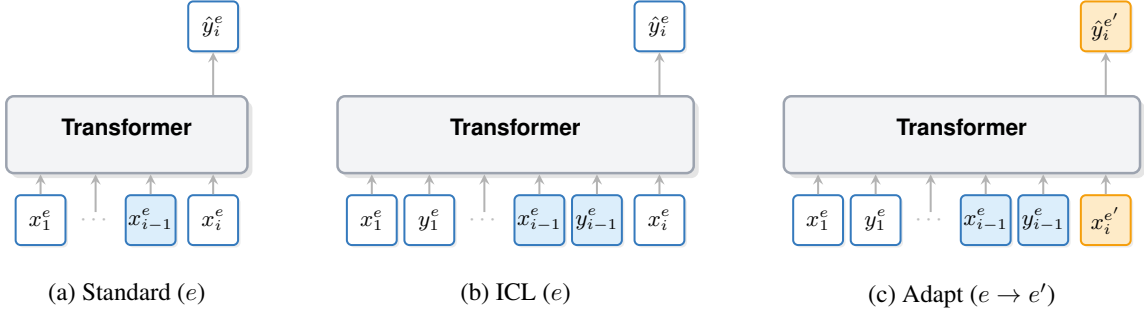 ŷ_i^e ŷ_i^e ŷ_i^{e′}
Transformer Transformer Transformer
x_1^e ⋯ x_{i−1}^e x_i^e x_1^e y_1^e ⋯ x_{i−1}^e y_{i−1}^e x_i^e x_1^e y_1^e ⋯ x_{i−1}^e y_{i−1}^e x_i^{e′}
(a) Standard (e) (b) ICL (e) (c) Adapt (e → e′)